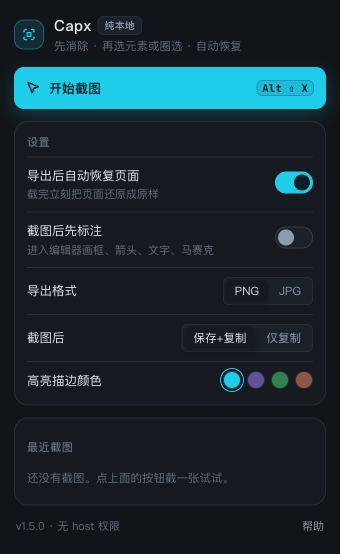 Capx 纯本地
先消除 · 再选元素或圈选 · 自动恢复
开始截图 Alt ⇧ X
设置
导出后自动恢复页面
截完立刻把页面还原成原样
截图后先标注
进入编辑器画框、箭头、文字、马赛克
导出格式 PNG JPG
截图后 保存+复制 仅复制
高亮描边颜色
最近截图
还没有截图。点上面的按钮截一张试试。
v1.5.0 · 无 host 权限 帮助